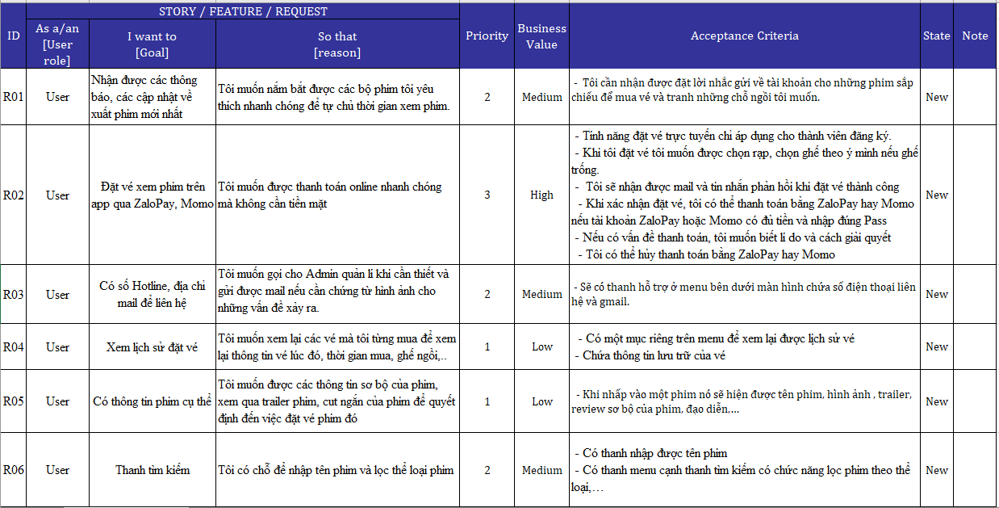 STORY / FEATURE / REQUEST
ID
As a/an
[User
role]
I want to
[Goal]
So that
[reason]
Priority
Business
Value
Acceptance Criteria
State
Note
R01
User
Nhận được các thông
báo, các cập nhật về
xuất phim mới nhất
Tôi muốn nắm bắt được các bộ phim tôi yêu
thich nhanh chóng để tự chủ thời gian xem phim.
2
Medium
- Tôi cần nhận được đặt lời nhắc gửi về tài khoản cho những phim sắp
chiếu để mua vé và tranh những chỗ ngồi tôi muốn.
New
R02
User
Đặt vé xem phim trên
app qua ZaloPay, Momo
Tôi muốn được thanh toán online nhanh chóng
mà không cần tiền mặt
3
High
- Tính năng đặt vé trực tuyến chỉ áp dụng cho thành viên đăng ký.
- Khi tôi đặt vé tôi muốn được chọn rạp, chọn ghế theo ý mình nếu ghế
trống.
- Tôi sẽ nhận được mail và tin nhắn phản hồi khi đặt vé thành công
- Khi xác nhận đặt vé, tôi có thể thanh toán bằng ZaloPay hay Momo
nếu tài khoản ZaloPay hoặc Momo có đủ tiền và nhập đúng Pass
- Nếu có vấn đề thanh toán, tôi muốn biết lí do và cách giải quyết
- Tôi có thể hủy thanh toán bằng ZaloPay hay Momo
New
R03
User
Có số Hotline, địa chỉ
mail để liên hệ
Tôi muốn gọi cho Admin quản lí khi cần thiết và
gửi được mail nếu cần chứng từ hình ảnh cho
những vấn đề xảy ra.
2
Medium
- Sẽ có thanh hỗ trợ ở menu bên dưới màn hình chứa số điện thoại liên
hệ và gmail.
New
R04
User
Xem lịch sử đặt vé
Tôi muốn xem lại các vé mà tôi từng mua để xem
lại thông tin vé lúc đó, thời gian mua, ghế ngồi,..
1
Low
- Có một mục riêng trên menu để xem lại được lịch sử vé
- Chứa thông tin lưu trữ của vé
New
R05
User
Có thông tin phim cụ thể
Tôi muốn được các thông tin sơ bộ của phim,
xem qua trailer phim, cut ngắn của phim để quyết
định đến việc đặt vé phim đó
1
Low
- Khi nhấp vào một phim nó sẽ hiện được tên phim, hình ảnh , trailer,
review sơ bộ của phim, đạo diễn,...
New
R06
User
Thanh tìm kiếm
Tôi có chỗ để nhập tên phim và lọc thể loại phim
2
Medium
- Có thanh nhập được tên phim
- Có thanh menu cạnh thanh tìm kiếm có chức năng lọc phim theo thể
loại,…
New